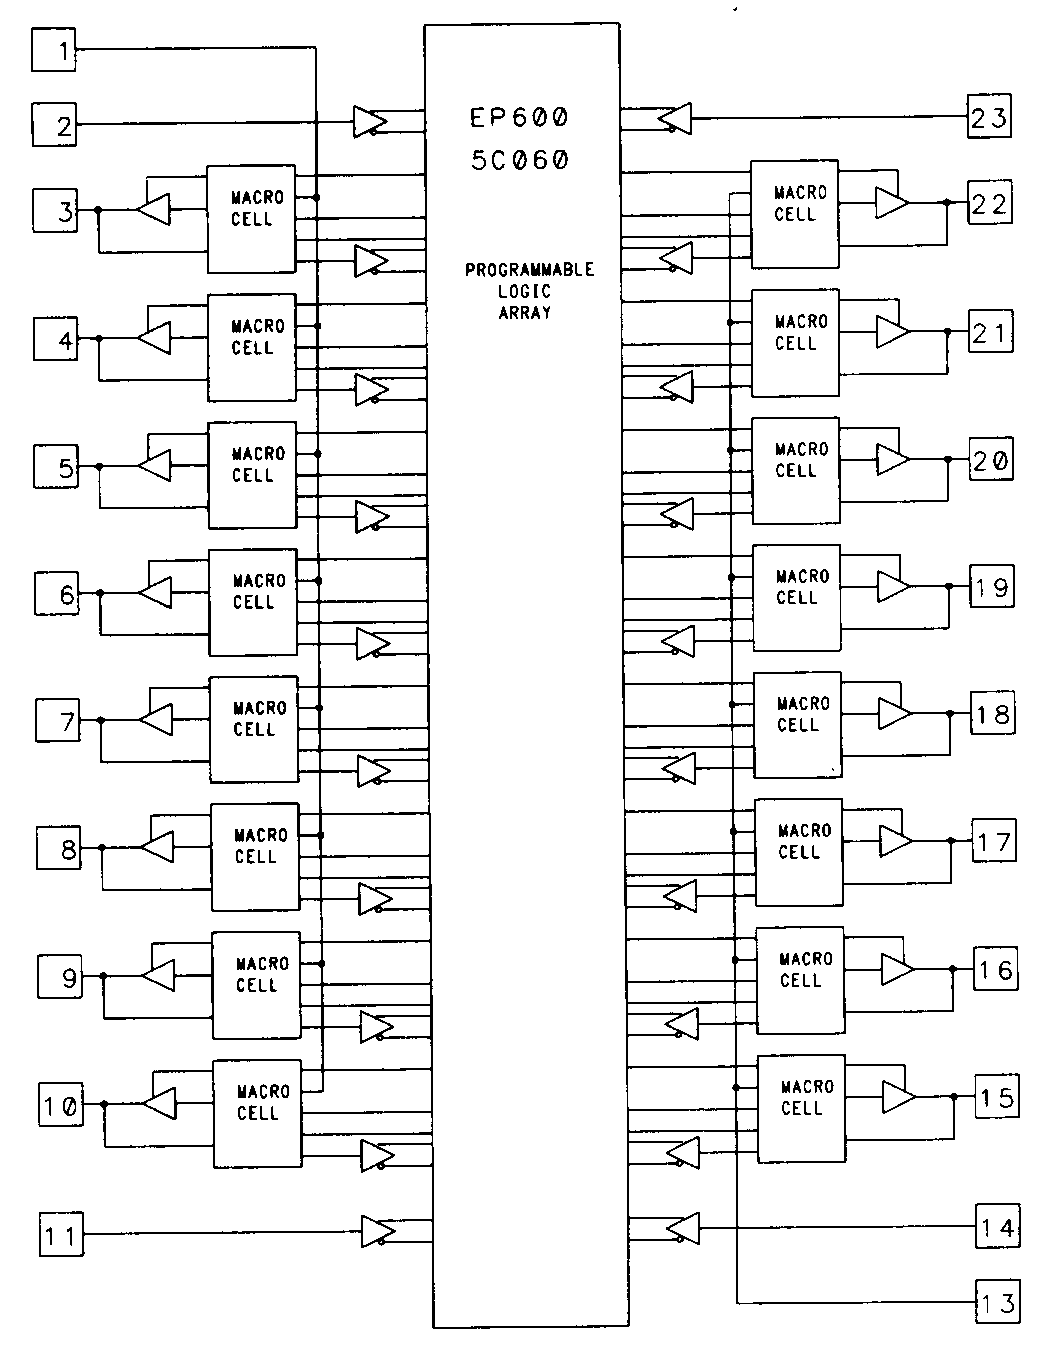 1
2
EP600
23
5C060
3
MACRO
CELL
MACRO
CELL
22
PROGRAMMABLE
LOGIC
ARRAY
4
MACRO
CELL
MACRO
CELL
21
5
MACRO
CELL
MACRO
CELL
20
6
MACRO
CELL
MACRO
CELL
19
7
MACRO
CELL
MACRO
CELL
18
8
MACRO
CELL
MACRO
CELL
17
9
MACRO
CELL
MACRO
CELL
16
10
MACRO
CELL
MACRO
CELL
15
11
14
13